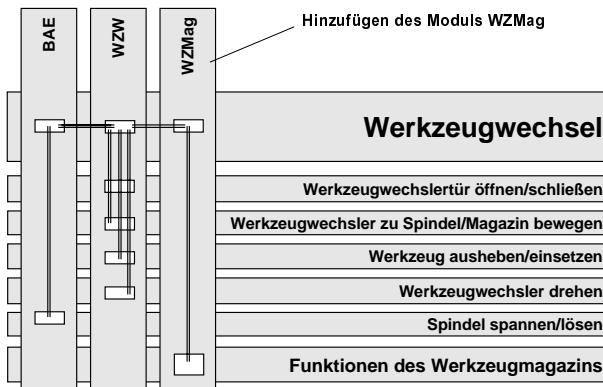 Hinzufügen des Moduls WZMag
BAE
WZW
WZMag
Werkzeugwechsel
Werkzeugwechslertür öffnen/schließen
Werkzeugwechsler zu Spindel/Magazin bewegen
Werkzeug ausheben/einsetzen
Werkzeugwechsler drehen
Spindel spannen/lösen
Funktionen des Werkzeugmagazins